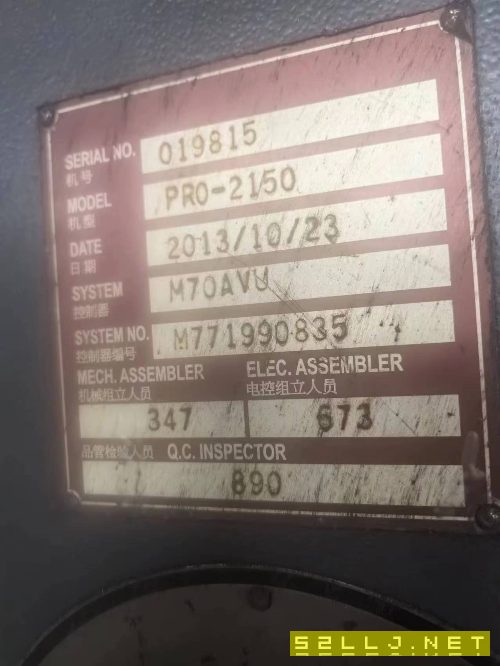 52LLJ.NET
SERIAL NO. 019815
机号
MODEL PRO-2150
机型
DATE 2013/10/23
日期
SYSTEM M70AVU
控制器
SYSTEM NO. M771990835
控制器编号
MECH. ASSEMBLER ELEC. ASSEMBLER
机械组立人员 电控组立人员
347 673
品管检验人员 Q.C. INSPECTOR
890
52LLJ.NET